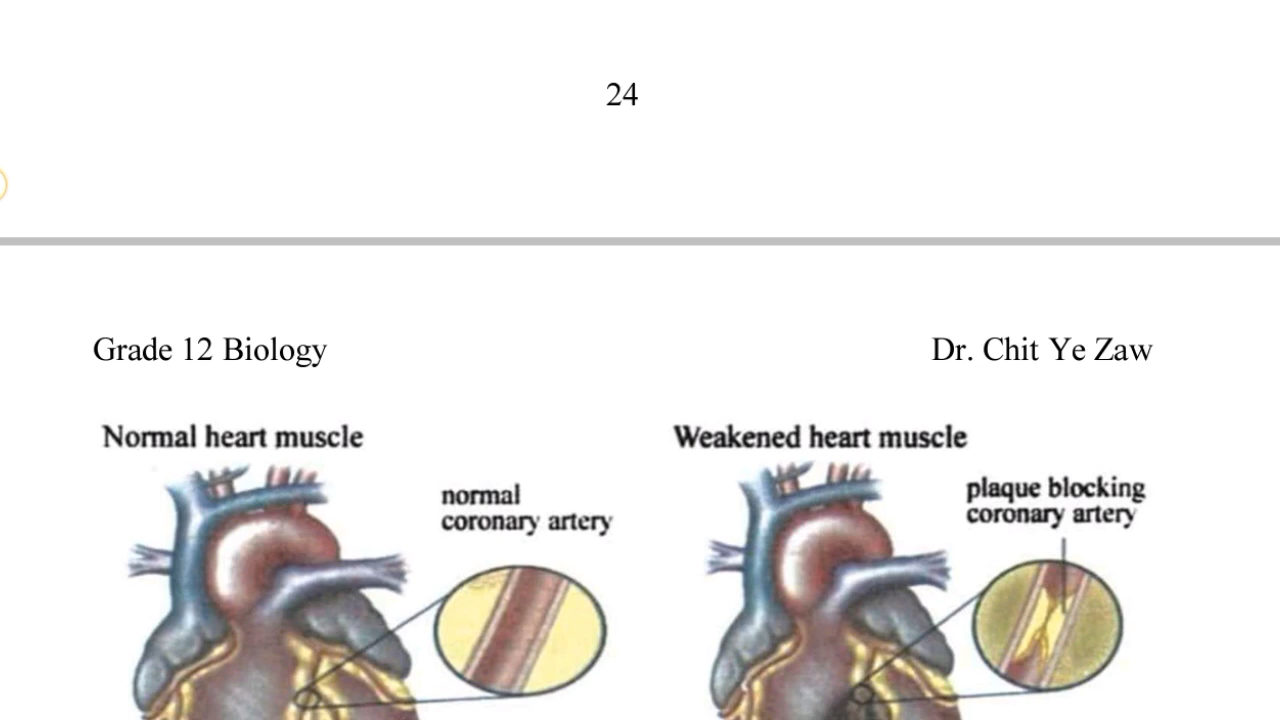 24
Grade 12 Biology
Dr. Chit Ye Zaw
Normal heart muscle
Weakened heart muscle
normal
coronary artery
plaque blocking
coronary artery